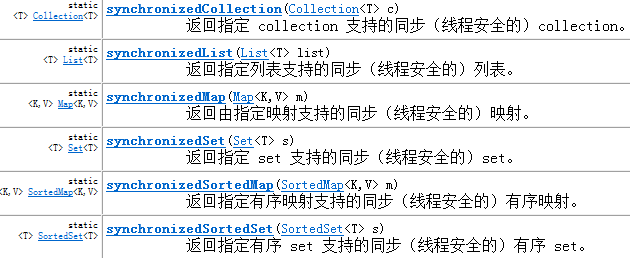 static
<T> Collection<T>
synchronizedCollection(Collection<T> c)
返回指定 collection 支持的同步（线程安全的）collection。
static
<T> List<T>
synchronizedList(List<T> list)
返回指定列表支持的同步（线程安全的）列表。
static
<K,V> Map<K,V>
synchronizedMap(Map<K,V> m)
返回由指定映射支持的同步（线程安全的）映射。
static
<T> Set<T>
synchronizedSet(Set<T> s)
返回指定 set 支持的同步（线程安全的）set。
static
<K,V> SortedMap<K,V>
synchronizedSortedMap(SortedMap<K,V> m)
返回指定有序映射支持的同步（线程安全的）有序映射。
static
<T> SortedSet<T>
synchronizedSortedSet(SortedSet<T> s)
返回指定有序 set 支持的同步（线程安全的）有序 set。